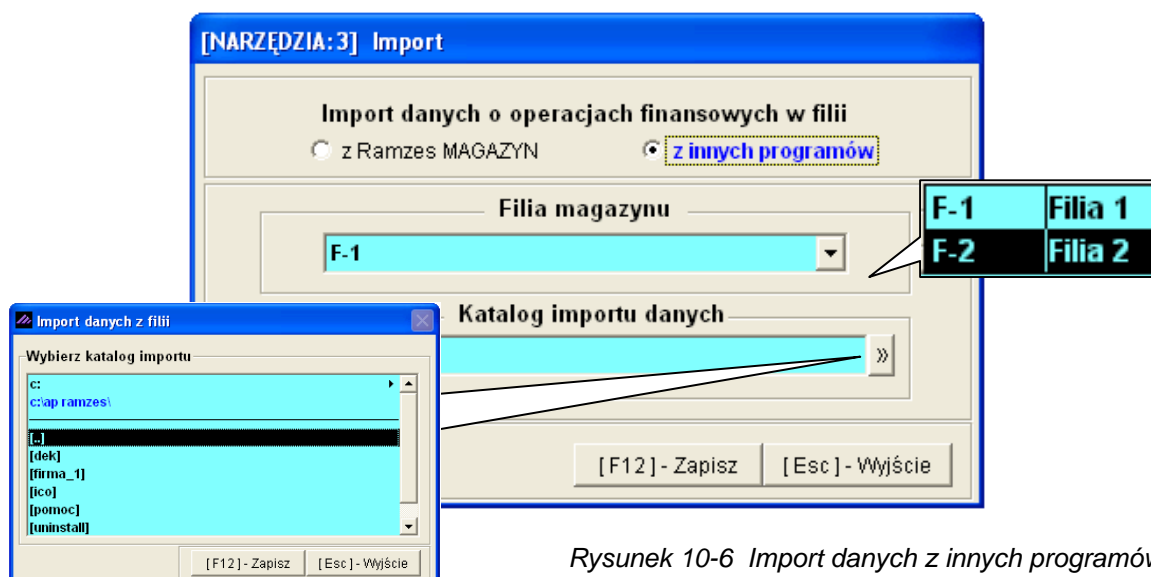 [NARZĘDZIA:3] Import
Import danych o operacjach finansowych w filii
z Ramzes MAGAZYN z innych programów
Filia magazynu
F-1
F-1 Filia 1
F-2 Filia 2
Katalog importu danych
»
[F12]-Zapisz [Esc]-Wyjście
Import danych z filii
Wybierz katalog importu
c:
c:\ap ramzes\
[..]
[dek]
[firma_1]
[ico]
[pomoc]
[uninstall]
[F12]-Zapisz [Esc]-Wyjście
Rysunek 10-6 Import danych z innych programów